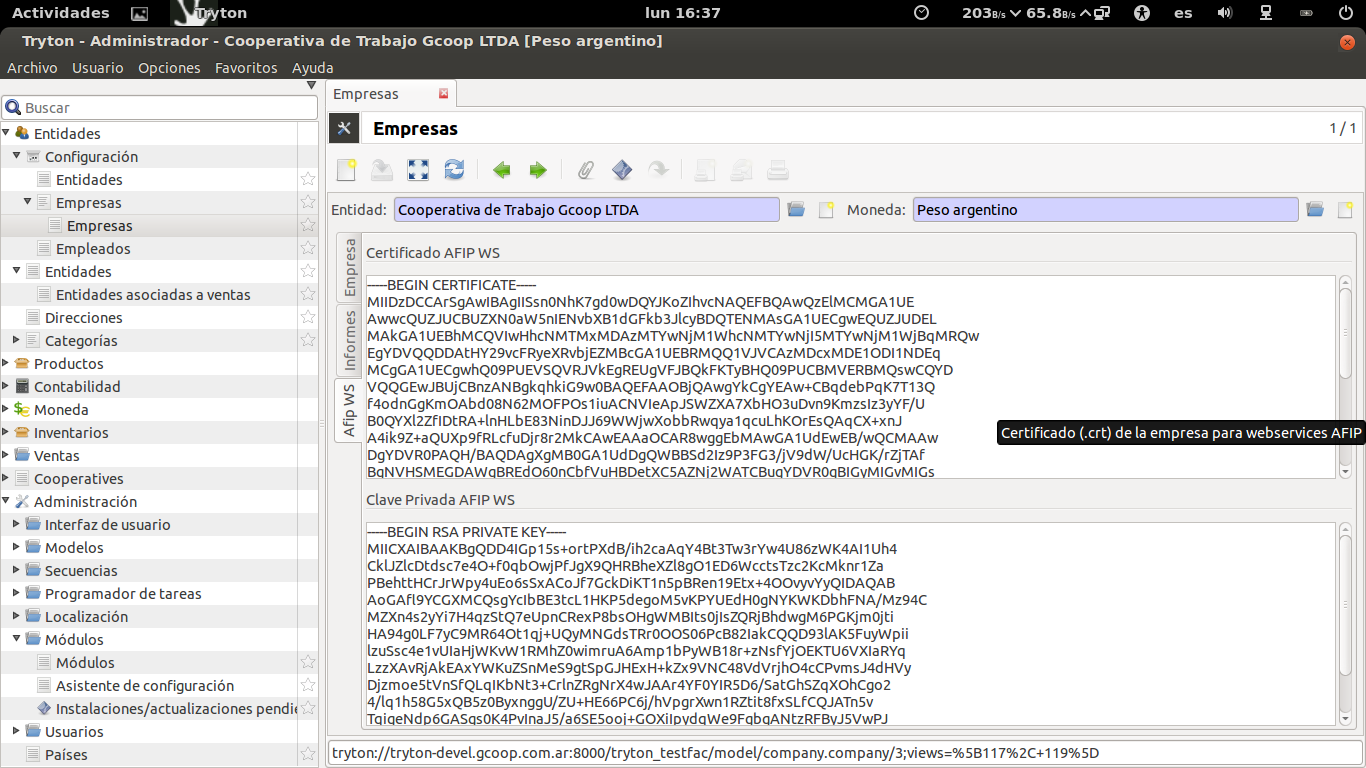 Actividades
Tryton
lun 16:37
203B/s 65.8B/s
es
Tryton - Administrador - Cooperativa de Trabajo Gcoop LTDA [Peso argentino]
Archivo Usuario Opciones Favoritos Ayuda
Buscar
Entidades
Configuración
Entidades
Empresas
Empresas
Empleados
Entidades
Entidades asociadas a ventas
Direcciones
Categorías
Productos
Contabilidad
Moneda
Inventarios
Ventas
Cooperatives
Administración
Interfaz de usuario
Modelos
Secuencias
Programador de tareas
Localización
Módulos
Módulos
Asistente de configuración
Instalaciones/actualizaciones pendie
Usuarios
Países
Empresas
Empresas
1 / 1
Entidad: Cooperativa de Trabajo Gcoop LTDA Moneda: Peso argentino
Empresa
Informes
Afip WS
Certificado AFIP WS
-----BEGIN CERTIFICATE-----
MIIDzDCCArSgAwIBAgIISsn0NhK7gd0wDQYJKoZIhvcNAQEFBQAwQzElMCMGA1UE
AwwcQUZJUCBUZXN0aW5nIENvbXB1dGFkb3JlcyBDQTENMAsGA1UECgwEQUZJUDEL
MAkGA1UEBhMCQVIwHhcNMTMxMDAzMTYwNjM1WhcNMTYwNjI5MTYwNjM1WjBqMRQw
EgYDVQQDDAtHY29vcFRyeXRvbjEZMBcGA1UEBRMQQ1VJVCAzMDcxMDE1ODI1NDEq
MCgGA1UECgwhQ09PUEVSQVRJVkEgREUgVFJBQkFKTyBHQ09PUCBMVERBMQswCQYD
VQQGEwJBUjCBnzANBgkqhkiG9w0BAQEFAAOBjQAwgYkCgYEAw+CBqdebPqK7T13Q
f4odnGgKmOAbd08N62MOFPOs1iuACNVIeApJSWZXA7XbHO3uDvn9KmzsIz3yYF/U
B0QYXl2ZfIDtRA+lnHLbE83NinDJJ69WWjwXobbRwqya1qcuLhKOrEsQAqCX+xnJ
A4ik9Z+aQUXp9fRLcfuDjr8r2MkCAwEAAaOCAR8wggEbMAwGA1UdEwEB/wQCMAAw
DgYDVR0PAQH/BAQDAgXgMB0GA1UdDgQWBBSd2Iz9P3FG3/jV9dW/UcHGK/rZjTAf
BgNVHSMEGDAWgBREdO60nCbfVuHBDetXC5AZNj2WATCBugYDVR0gBIGyMIGvMIGs
Certificado (.crt) de la empresa para webservices AFIP
Clave Privada AFIP WS
-----BEGIN RSA PRIVATE KEY-----
MIICXAIBAAKBgQDD4IGp15s+ortPXdB/ih2caAqY4Bt3Tw3rYw4U86zWK4AI1Uh4
CklJZlcDtdsc7e4O+f0qbOwjPfJgX9QHRBheXZl8gO1ED6WcctsTzc2KcMknr1Za
PBehttHCrJrWpy4uEo6sSxACoJf7GckDiKT1n5pBRen19Etx+4OOvyvYyQIDAQAB
AoGAfl9YCGXMCQsgYcIbBE3tcL1HKP5degoM5vKPYUEdH0gNYKWKDbhFNA/Mz94C
MZXn4s2yYi7H4qzStQ7eUpnCRexP8bsOHgWMBIts0jIsZQRjBhdwgM6PGKjm0jti
HA94g0LF7yC9MR64Ot1qj+UQyMNGdsTRr0OOS06PcB82IakCQQD93lAK5FuyWpii
lzuSsc4e1vUIaHjWKvW1RMhZ0wimruA6Amp1bPyWB18r+zNsfYjOEKTU6VXIaRYq
LzzXAvRjAkEAxYWKuZSnMeS9gtSpGJHExH+kZx9VNC48VdVrjhO4cCPvmsJ4dHVy
Djzmoe5tVnSfQLqIKbNt3+CrlnZRgNrX4wJAAr4YF0YIR5D6/SatGhSZqXOhCgo2
4/lq1h58G5xQB5z0ByxnggU/ZU+HE66PC6j/hVpgrXwn1RZtit8fxSLfCQJATn5v
TqiqeNdp6GASqs0K4PvInaJ5/a6SE5ooj+GOXiIpydqWe9FqbqANtzRFByJ5VwPJ
tryton://tryton-devel.gcoop.com.ar:8000/tryton_testfac/model/company.company/3;views=%5B117%2C+119%5D